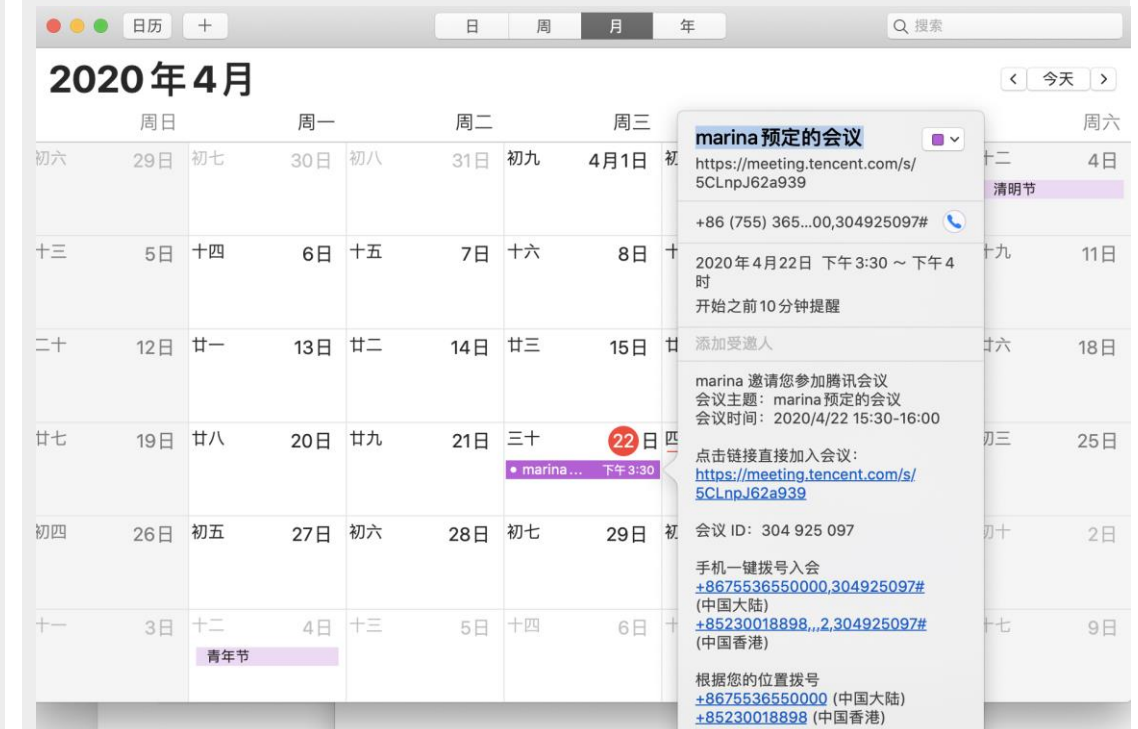 日历 + 日 周 月 年 搜索
2020年4月 今天
周日 周一 周二 周三 周六
初六 29日 初七 30日 初八 31日 初九 4月1日 初 十二 4日
清明节
十三 5日 十四 6日 十五 7日 十六 8日 十 十九 11日
二十 12日 廿一 13日 廿二 14日 廿三 15日 廿 廿六 18日
廿七 19日 廿八 20日 廿九 21日 三十 22日 四 初三 25日
• marina... 下午3:30
初四 26日 初五 27日 初六 28日 初七 29日 初 初十 2日
十一 3日 十二 4日 十三 5日 十四 6日 十 十七 9日
青年节
marina预定的会议
https://meeting.tencent.com/s/
5CLnpJ62a939
+86 (755) 365...00,304925097#
2020年4月22日 下午3:30 ~ 下午4
时
开始之前10分钟提醒
添加受邀人
marina 邀请您参加腾讯会议
会议主题：marina预定的会议
会议时间：2020/4/22 15:30-16:00
点击链接直接加入会议：
https://meeting.tencent.com/s/
5CLnpJ62a939
会议 ID：304 925 097
手机一键拨号入会
+8675536550000,304925097#
(中国大陆)
+85230018898,,,2,304925097#
(中国香港)
根据您的位置拨号
+8675536550000 (中国大陆)
+85230018898 (中国香港)